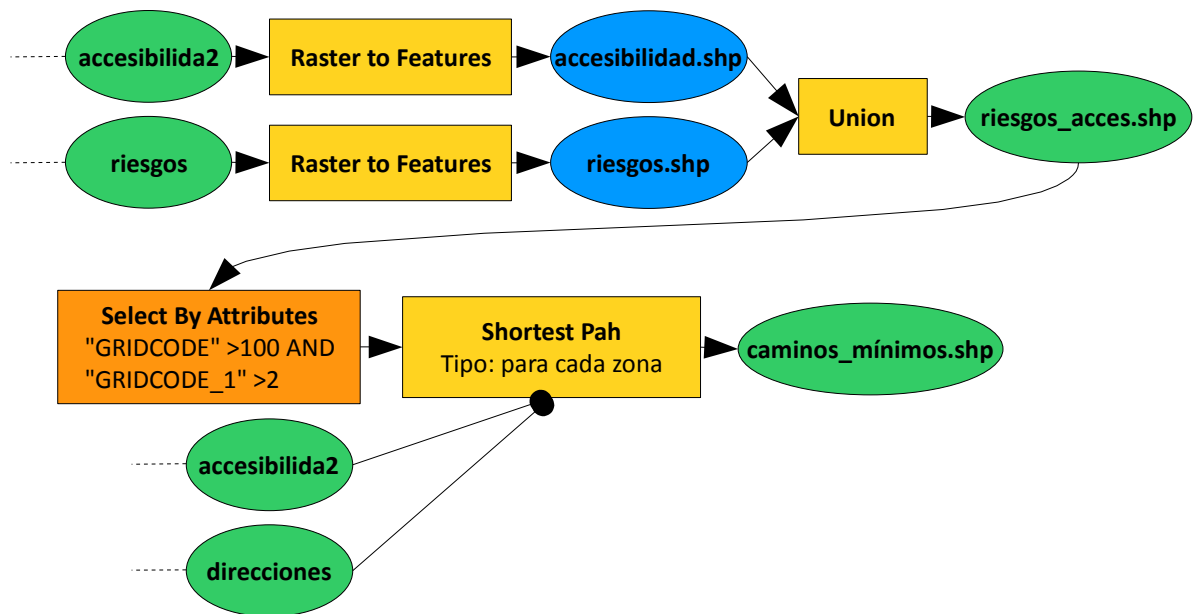 accesibilida2
Raster to Features
accesibilidad.shp
Union
riesgos_acces.shp
riesgos
Raster to Features
riesgos.shp
Select By Attributes
"GRIDCODE" >100 AND
"GRIDCODE_1" >2
Shortest Pah
Tipo: para cada zona
caminos_mínimos.shp
accesibilida2
direcciones